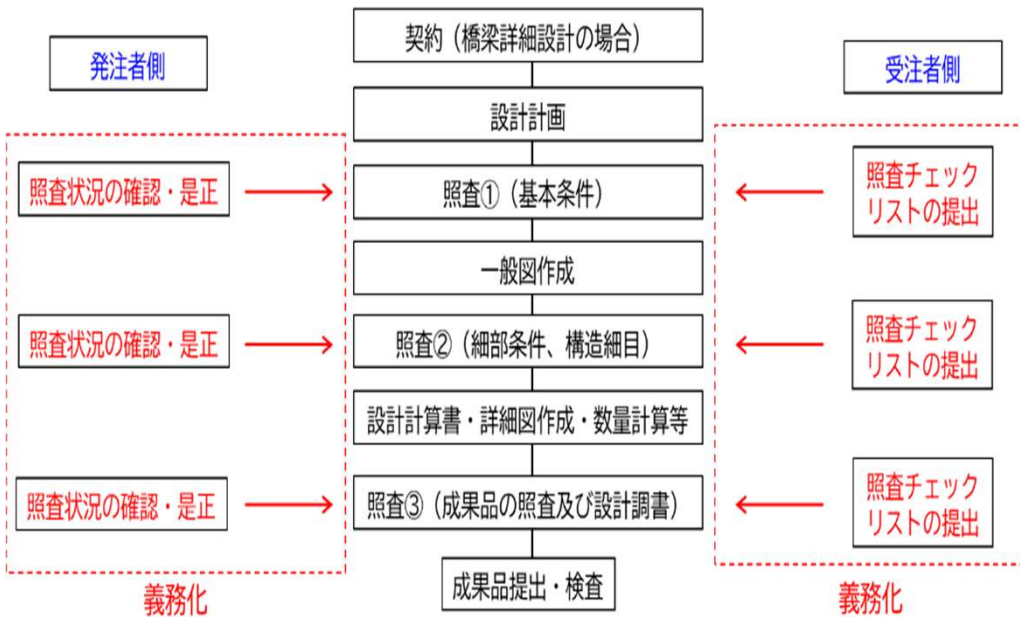 契約（橋梁詳細設計の場合）
発注者側
受注者側
設計計画
照査状況の確認・是正
照査①（基本条件）
照査チェック
リストの提出
一般図作成
照査状況の確認・是正
照査②（細部条件、構造細目）
照査チェック
リストの提出
設計計算書・詳細図作成・数量計算等
照査状況の確認・是正
照査③（成果品の照査及び設計調書）
照査チェック
リストの提出
成果品提出・検査
義務化
義務化